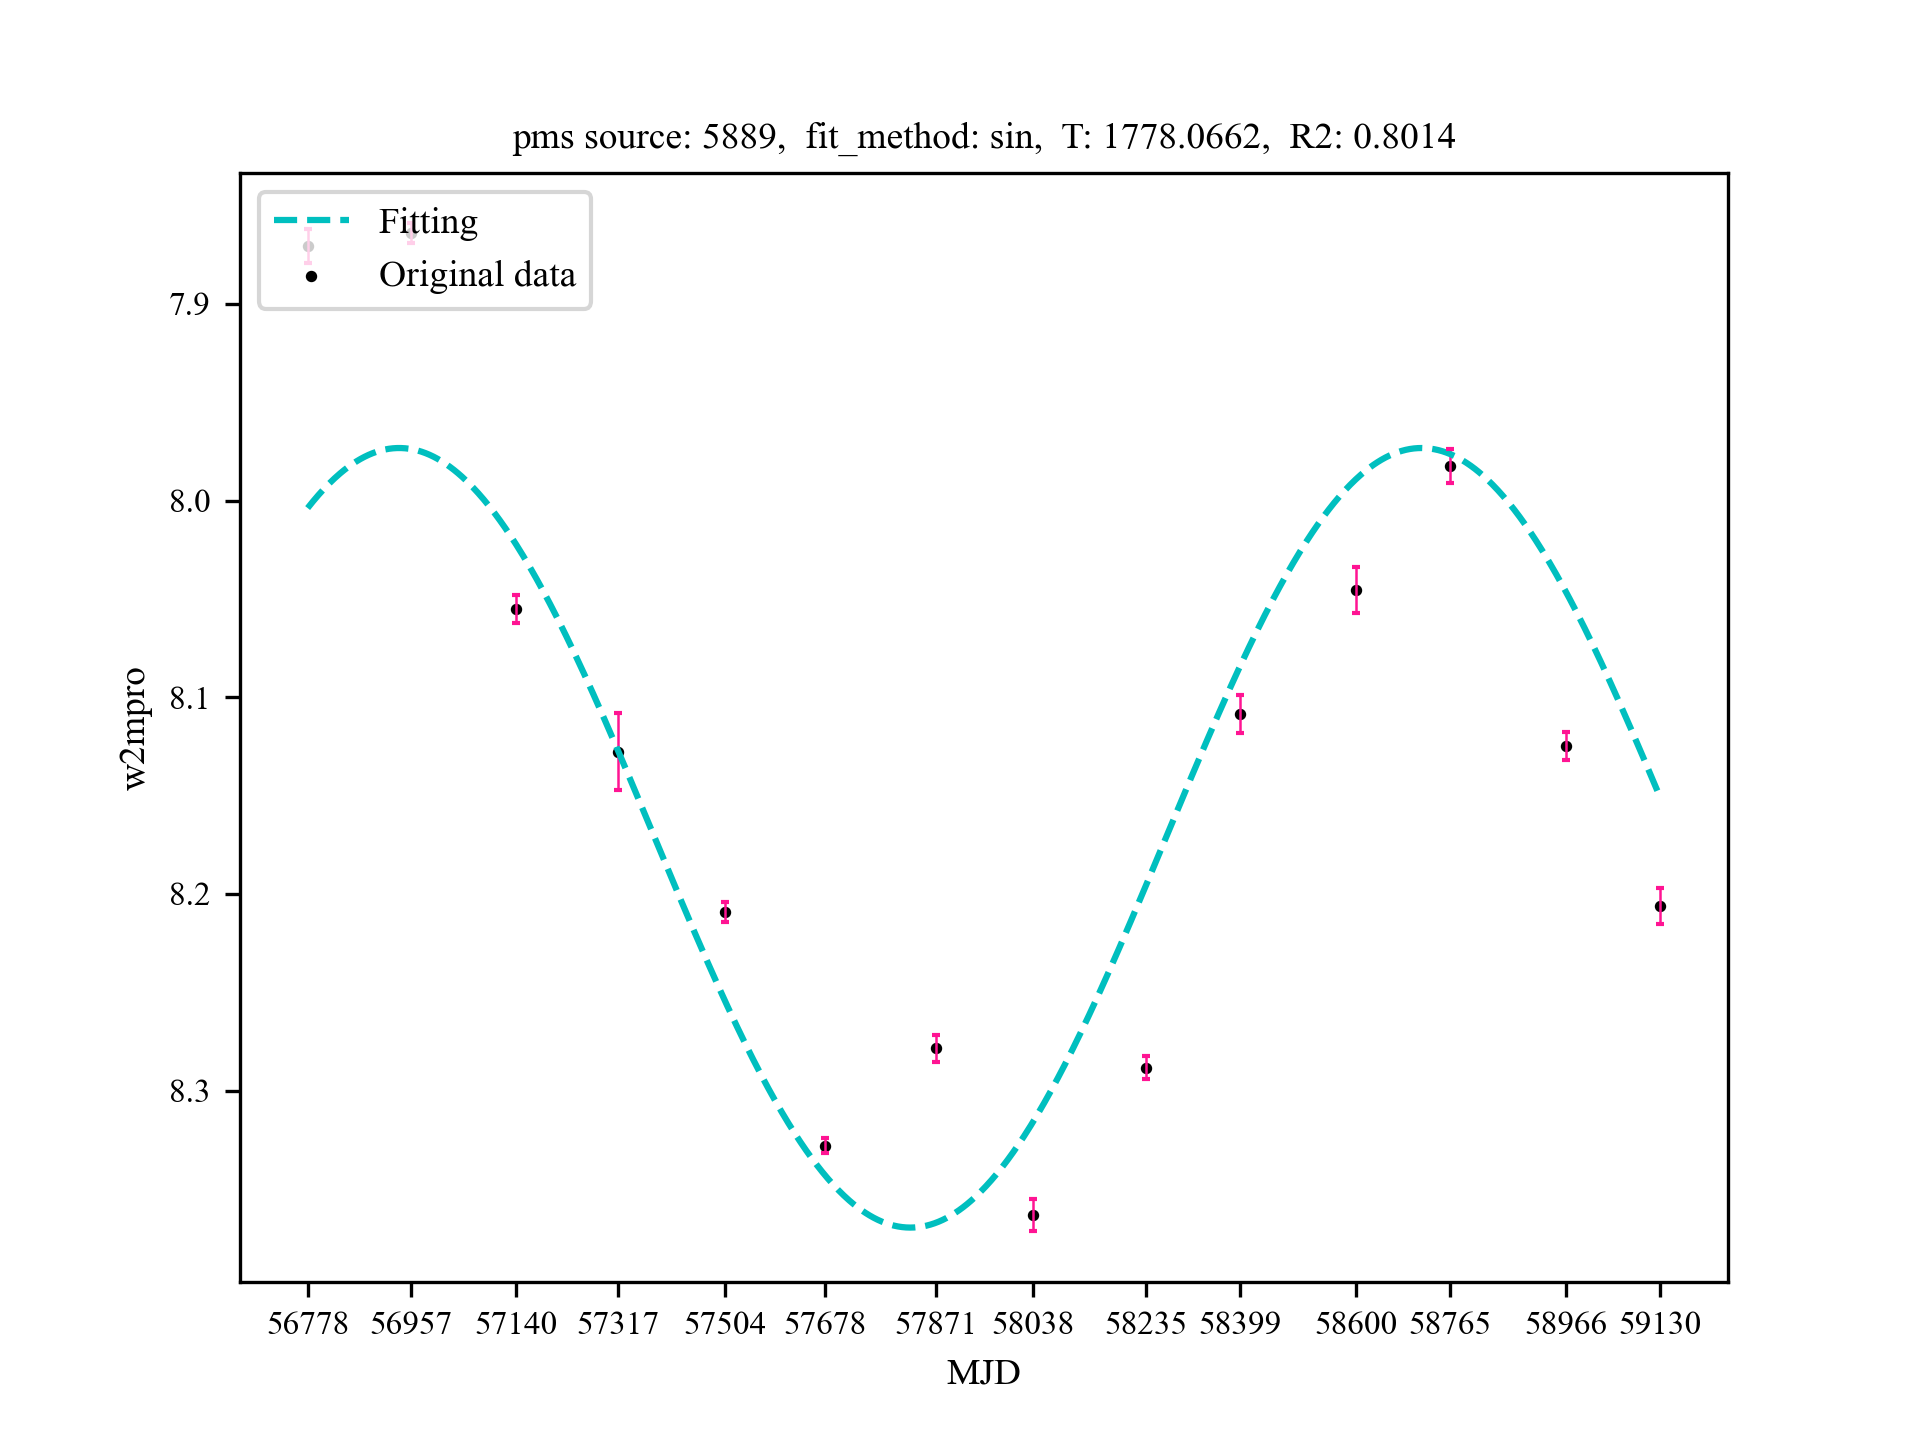 pms source: 5889, fit_method: sin, T: 1778.0662, R2: 0.8014
Fitting
Original data
7.9
8.0
8.1
8.2
8.3
w2mpro
56778 56957 57140 57317 57504 57678 57871 58038 58235 58399 58600 58765 58966 59130
MJD